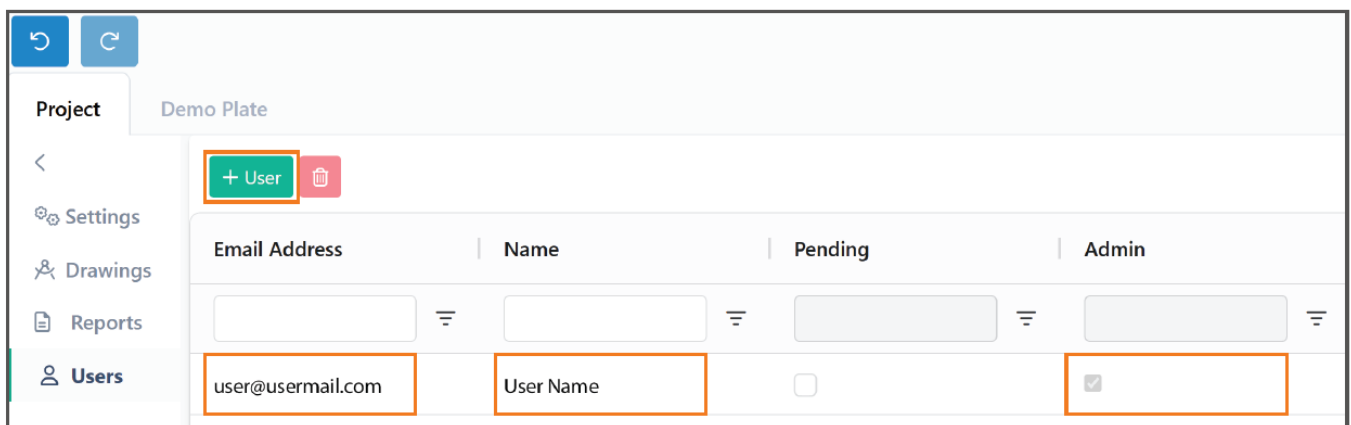 Project Demo Plate
+ User
Settings
Drawings
Reports
Users
Email Address Name Pending Admin
user@usermail.com User Name